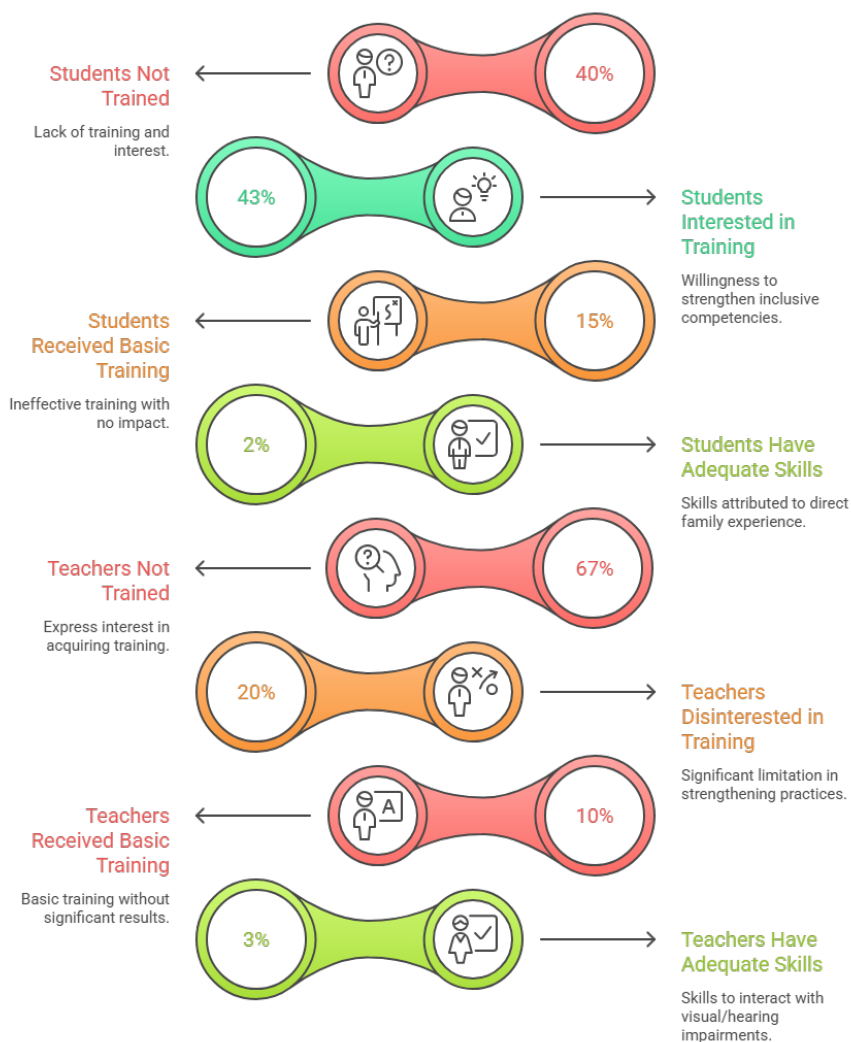 Students Not
Trained
Lack of training and
interest.
40%
43%
Students
Interested in
Training
Willingness to
strengthen inclusive
competencies.
Students
Received Basic
Training
Ineffective training with
no impact.
15%
2%
Students Have
Adequate Skills
Skills attributed to direct
family experience.
Teachers Not
Trained
Express interest in
acquiring training.
67%
20%
Teachers
Disinterested in
Training
Significant limitation in
strengthening practices.
Teachers
Received Basic
Training
Basic training without
significant results.
A
10%
3%
Teachers Have
Adequate Skills
Skills to interact with
visual/hearing
impairments.